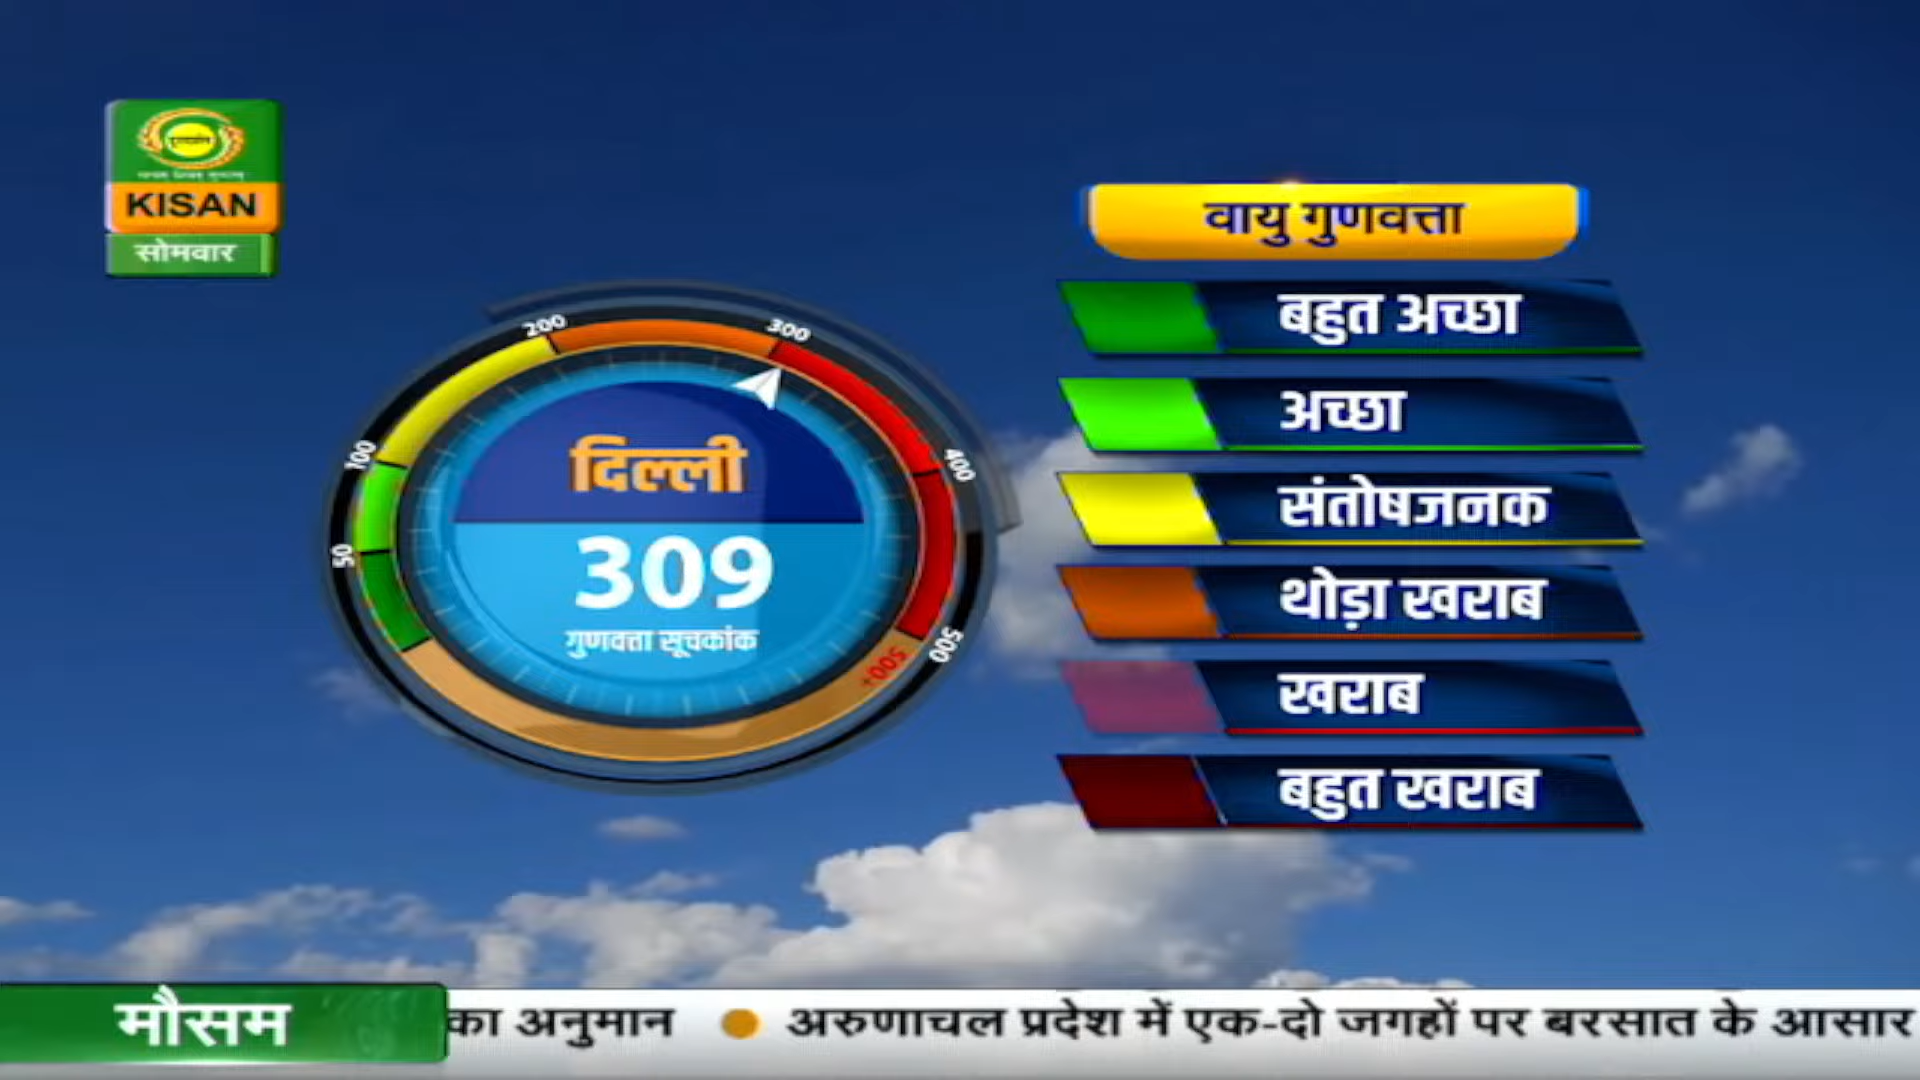 KISAN
सोमवार
वायु गुणवत्ता
बहुत अच्छा
अच्छा
संतोषजनक
थोड़ा खराब
खराब
बहुत खराब
50
100
200
300
400
500
500+
दिल्ली
309
गुणवत्ता सूचकांक
मौसम
का अनुमान ● अरुणाचल प्रदेश में एक-दो जगहों पर बरसात के आसार